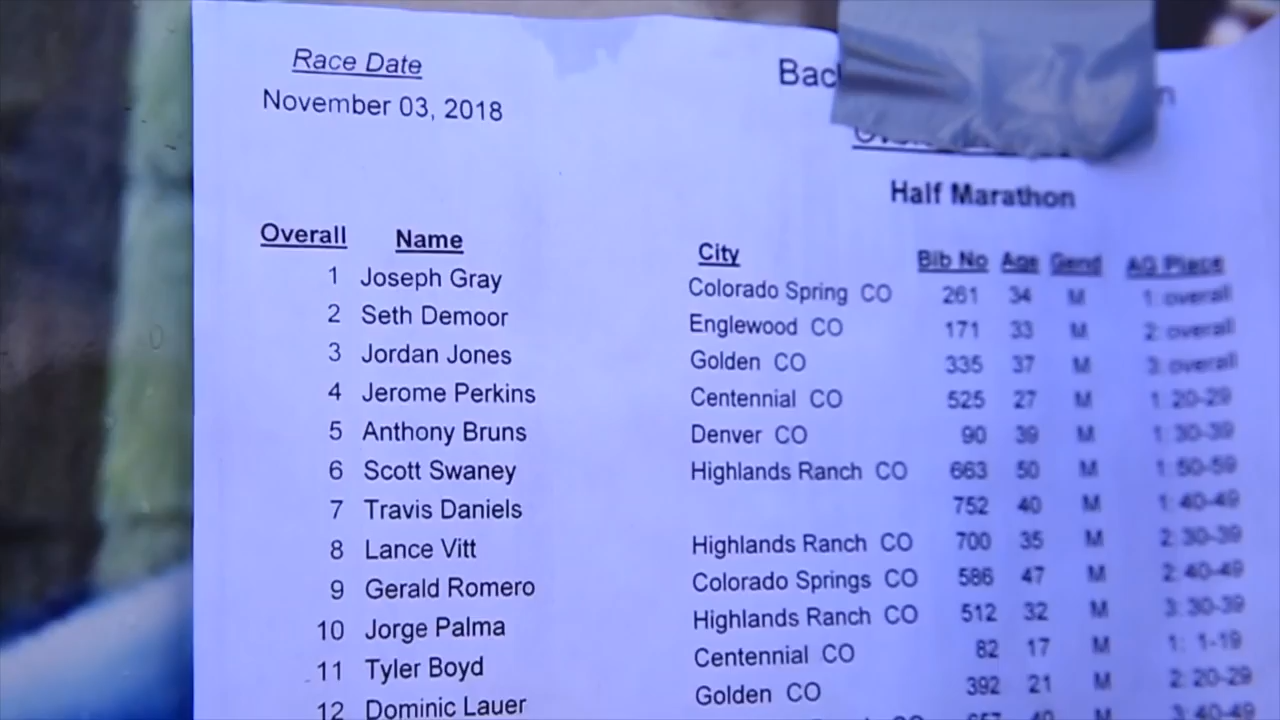 Race Date
November 03, 2018
Half Marathon
Overall Name City Bib No Age Gend AG Place
1 Joseph Gray Colorado Spring CO 261 34 M 1: overall
2 Seth Demoor Englewood CO 171 33 M 2: overall
3 Jordan Jones Golden CO 335 37 M 3: overall
4 Jerome Perkins Centennial CO 525 27 M 1: 20-29
5 Anthony Bruns Denver CO 90 39 M 1: 30-39
6 Scott Swaney Highlands Ranch CO 663 50 M 1: 50-59
7 Travis Daniels 752 40 M 1: 40-49
8 Lance Vitt Highlands Ranch CO 700 35 M 2: 30-39
9 Gerald Romero Colorado Springs CO 586 47 M 2: 40-49
10 Jorge Palma Highlands Ranch CO 512 32 M 3: 30-39
11 Tyler Boyd Centennial CO 82 17 M 1: 1-19
12 Dominic Lauer Golden CO 392 21 M 2: 20-29
3: 40-49